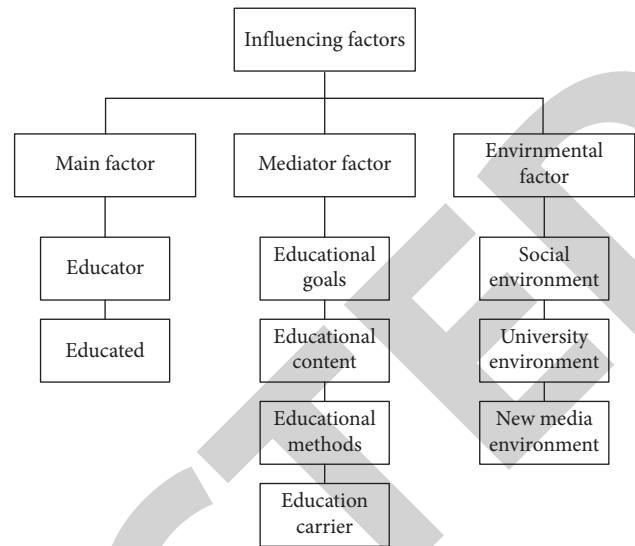 Influencing factors
Main factor
Mediator factor
Envirnmental
factor
Educator
Educated
Educational
goals
Educational
content
Educational
methods
Education
carrier
Social
environment
University
environment
New media
environment